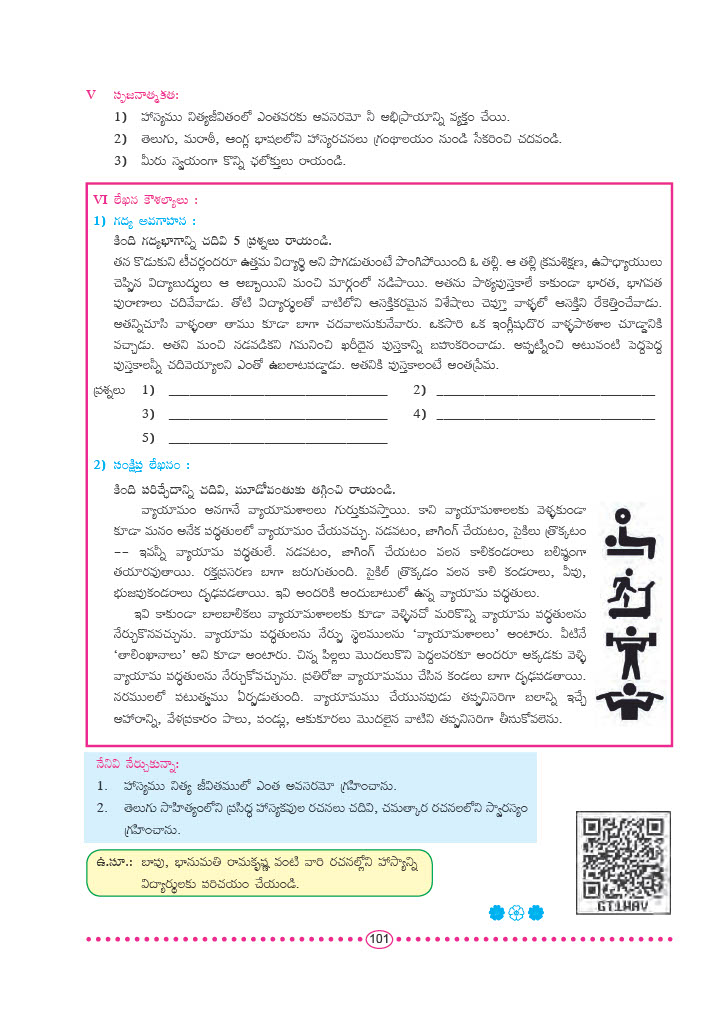 V సృజనాత్మకత:
1) హాస్యము నిత్యజీవితంలో ఎంతవరకు అవసరమో నీ అభిప్రాయాన్ని వ్యక్తం చేయి.
2) తెలుగు, మరాఠీ, ఆంగ్ల భాషలలోని హాస్యరచనలు గ్రంథాలయం నుండి సేకరించి చదవండి.
3) మీరు స్వయంగా కొన్ని ఛలోక్తులు రాయండి.
VI లేఖన కౌశల్యాలు :
1) గద్య అవగాహన :
కింది గద్యభాగాన్ని చదివి 5 ప్రశ్నలు రాయండి.
తన కొడుకుని టీచర్లందరూ ఉత్తమ విద్యార్థి అని పొగడుతుంటే పొంగిపోయింది ఓ తల్లి. ఆ తల్లి క్రమశిక్షణ, ఉపాధ్యాయులు
చెప్పిన విద్యాబుద్ధులు ఆ అబ్బాయిని మంచి మార్గంలో నడిపాయి. అతను పాఠ్యపుస్తకాలే కాకుండా భారత, భాగవత
పురాణాలు చదివేవాడు. తోటి విద్యార్థులతో వాటిలోని ఆసక్తికరమైన విశేషాలు చెపుతూ వాళ్ళలో ఆసక్తిని రేకెత్తించేవాడు.
అతన్నిచూసి వాళ్ళంతా తాము కూడా బాగా చదవాలనుకునేవారు. ఒకసారి ఒక ఇంగ్లీషుదొర వాళ్ళపాఠశాల చూడ్డానికి
వచ్చాడు. అతని మంచి నడవడికని గమనించి ఖరీదైన పుస్తకాన్ని బహూకరించాడు. అప్పట్నించి అటువంటి పెద్దపెద్ద
పుస్తకాలన్నీ చదివెయ్యాలని ఎంతో ఉబలాటపడ్డాడు. అతనికి పుస్తకాలంటే అంతప్రేమ.
ప్రశ్నలు 1) ________________________________ 2) ________________________________
3) ________________________________ 4) ________________________________
5) ________________________________
2) సంక్షిప్త లేఖనం :
కింది పరిచ్ఛేదాన్ని చదివి, మూడోవంతుకు తగ్గించి రాయండి.
వ్యాయామం అనగానే వ్యాయామశాలలు గుర్తుకువస్తాయి. కాని వ్యాయామశాలలకు వెళ్ళకుండా
కూడా మనం అనేక పద్ధతులలో వ్యాయామం చేయవచ్చు. నడవటం, జాగింగ్ చేయటం, సైకిలు త్రొక్కటం
-- ఇవన్నీ వ్యాయామ పద్ధతులే. నడవటం, జాగింగ్ చేయటం వలన కాలికండరాలు బలిష్ఠంగా
తయారవుతాయి. రక్తప్రసరణ బాగా జరుగుతుంది. సైకిల్ త్రొక్కడం వలన కాలి కండరాలు, వీపు,
భుజపుకండరాలు దృఢపడతాయి. ఇవి అందరికి అందుబాటులో ఉన్న వ్యాయామ పద్ధతులు.
ఇవి కాకుండా బాలబాలికలు వ్యాయామశాలలకు కూడా వెళ్ళినచో మరికొన్ని వ్యాయామ పద్ధతులను
నేర్చుకొనవచ్చును. వ్యాయామ పద్ధతులను నేర్పు స్థలములను ‘వ్యాయామశాలలు’ అంటారు. వీటినే
‘తాలింఖానాలు’ అని కూడా అంటారు. చిన్న పిల్లలు మొదలుకొని పెద్దలవరకూ అందరూ అక్కడకు వెళ్ళి
వ్యాయామ పద్ధతులను నేర్చుకోవచ్చును. ప్రతిరోజు వ్యాయామము చేసిన కండలు బాగా దృఢపడతాయి.
నరములలో పటుత్వము ఏర్పడుతుంది. వ్యాయామము చేయునపుడు తప్పనిసరిగా బలాన్ని ఇచ్చే
ఆహారాన్ని, వేళప్రకారం పాలు, పండ్లు, ఆకుకూరలు మొదలైన వాటిని తప్పనిసరిగా తీసుకోవలెను.
నేనివి నేర్చుకున్నా:
1. హాస్యము నిత్య జీవితములో ఎంత అవసరమో గ్రహించాను.
2. తెలుగు సాహిత్యంలోని ప్రసిద్ధ హాస్యకవుల రచనలు చదివి, చమత్కార రచనలలోని స్వారస్యం
గ్రహించాను.
ఉ.సూ.: బాపు, భానుమతి రామకృష్ణ వంటి వారి రచనల్లోని హాస్యాన్ని
విద్యార్థులకు పరిచయం చేయండి.
GT1WAV
101